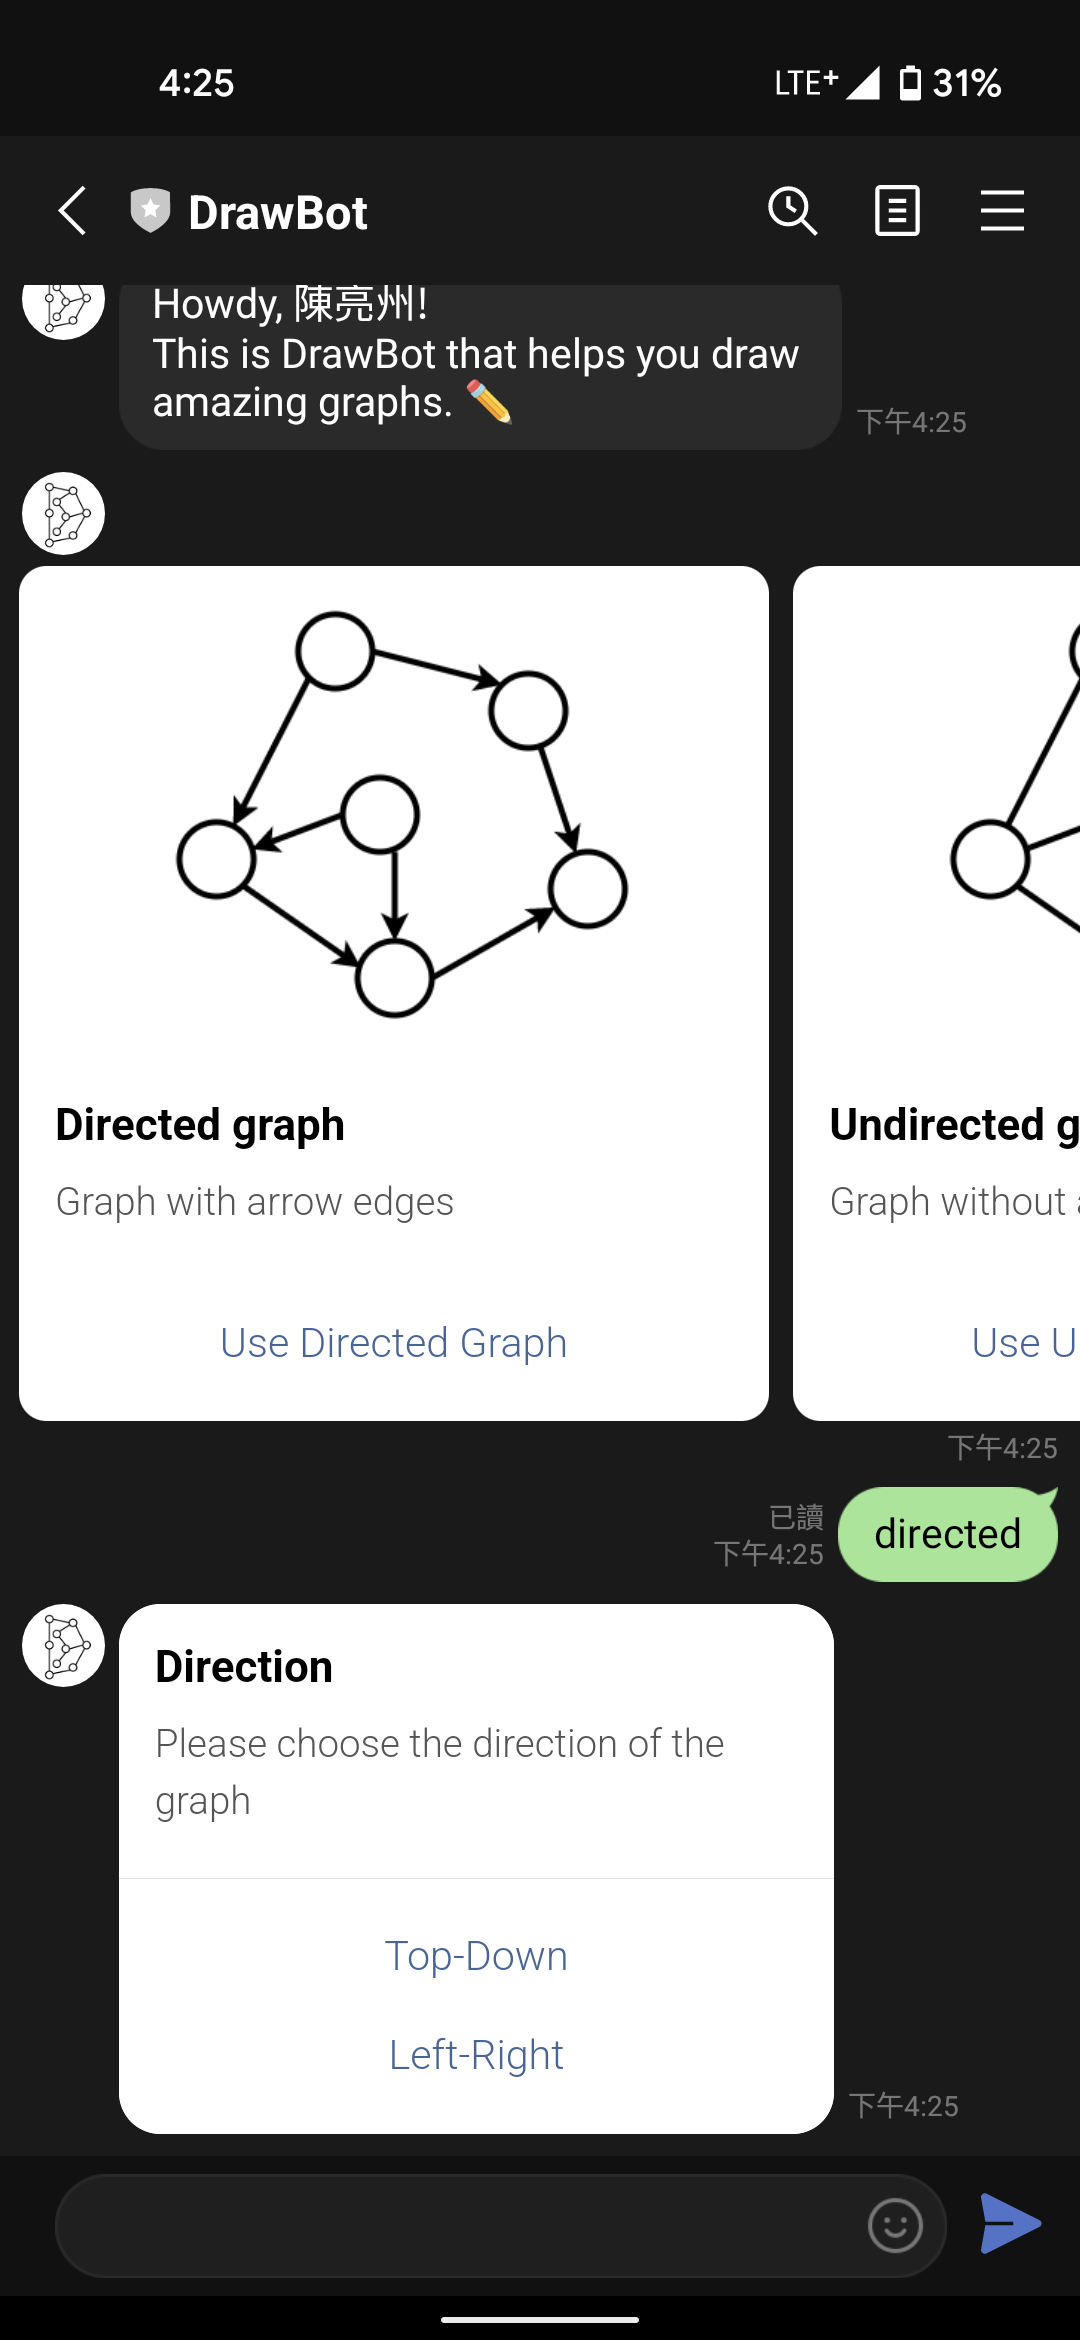 4:25
LTE+
31%
DrawBot
Howdy, 陳亮州!
This is DrawBot that helps you draw
amazing graphs. ✏️
下午4:25
Directed graph
Graph with arrow edges
Use Directed Graph
Undirected g
Graph without
Use U
下午4:25
已讀
下午4:25
directed
Direction
Please choose the direction of the
graph
Top-Down
Left-Right
下午4:25